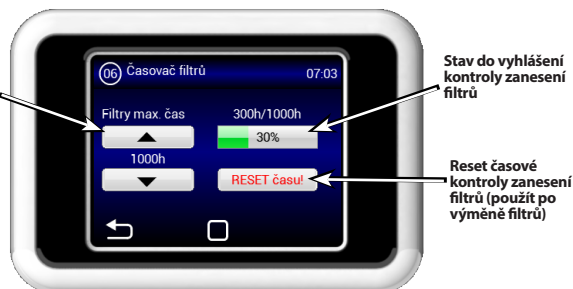 06 Časovač filtrů 07:03
Filtry max. čas 300h/1000h
30%
1000h
RESET času!
Stav do vyhlášení
kontroly zanesení
filtrů
Reset časové
kontroly zanesení
filtrů (použít po
výměně filtrů)